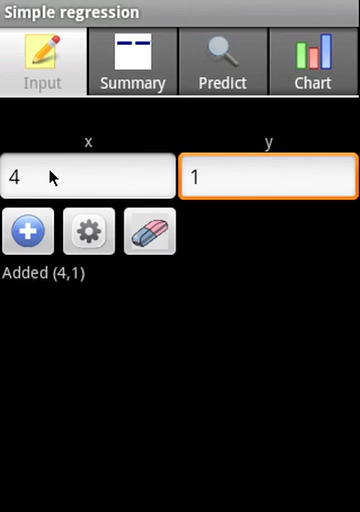 Simple regression
Input Summary Predict Chart
x y
4 1
Added (4,1)